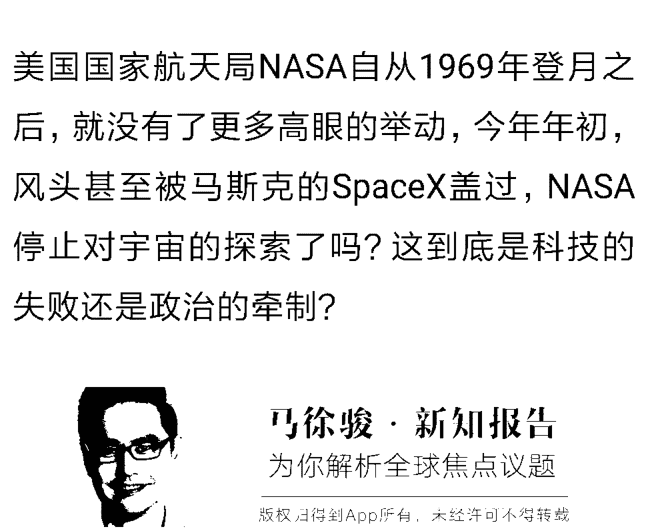 美国国家航天局NASA自从1969年登月之
后，就没有了更多高眼的举动，今年年初，
风头甚至被马斯克的SpaceX盖过，NASA
停止对宇宙的探索了吗？这到底是科技的
失败还是政治的牵制？
马徐骏·新知报告
为你解析全球焦点议题
版权归得到App所有，未经许可不得转载